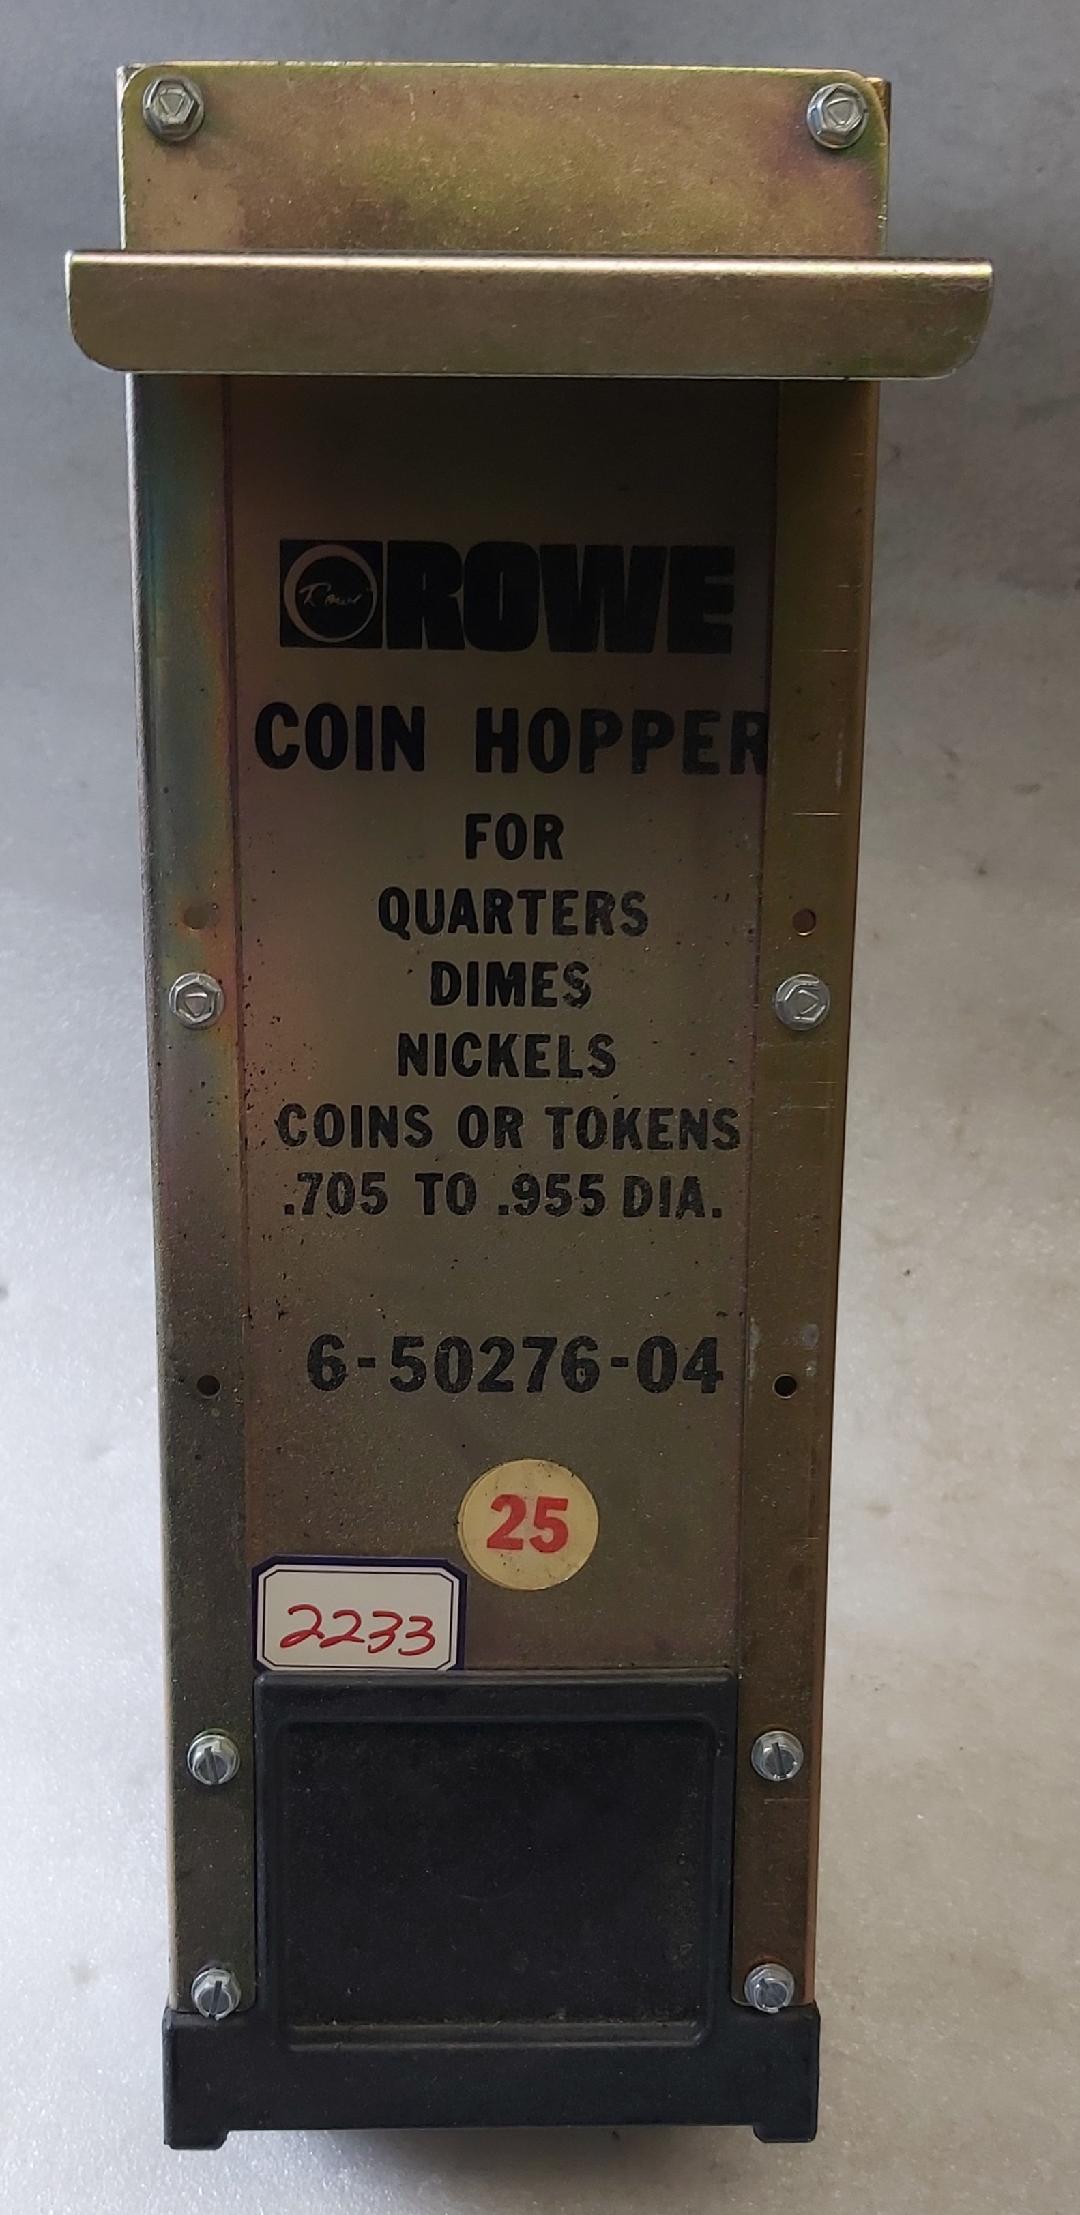 Rowe
ROWE
COIN HOPPER
FOR
QUARTERS
DIMES
NICKELS
COINS OR TOKENS
.705 TO .955 DIA.
6-50276-04
25
2233